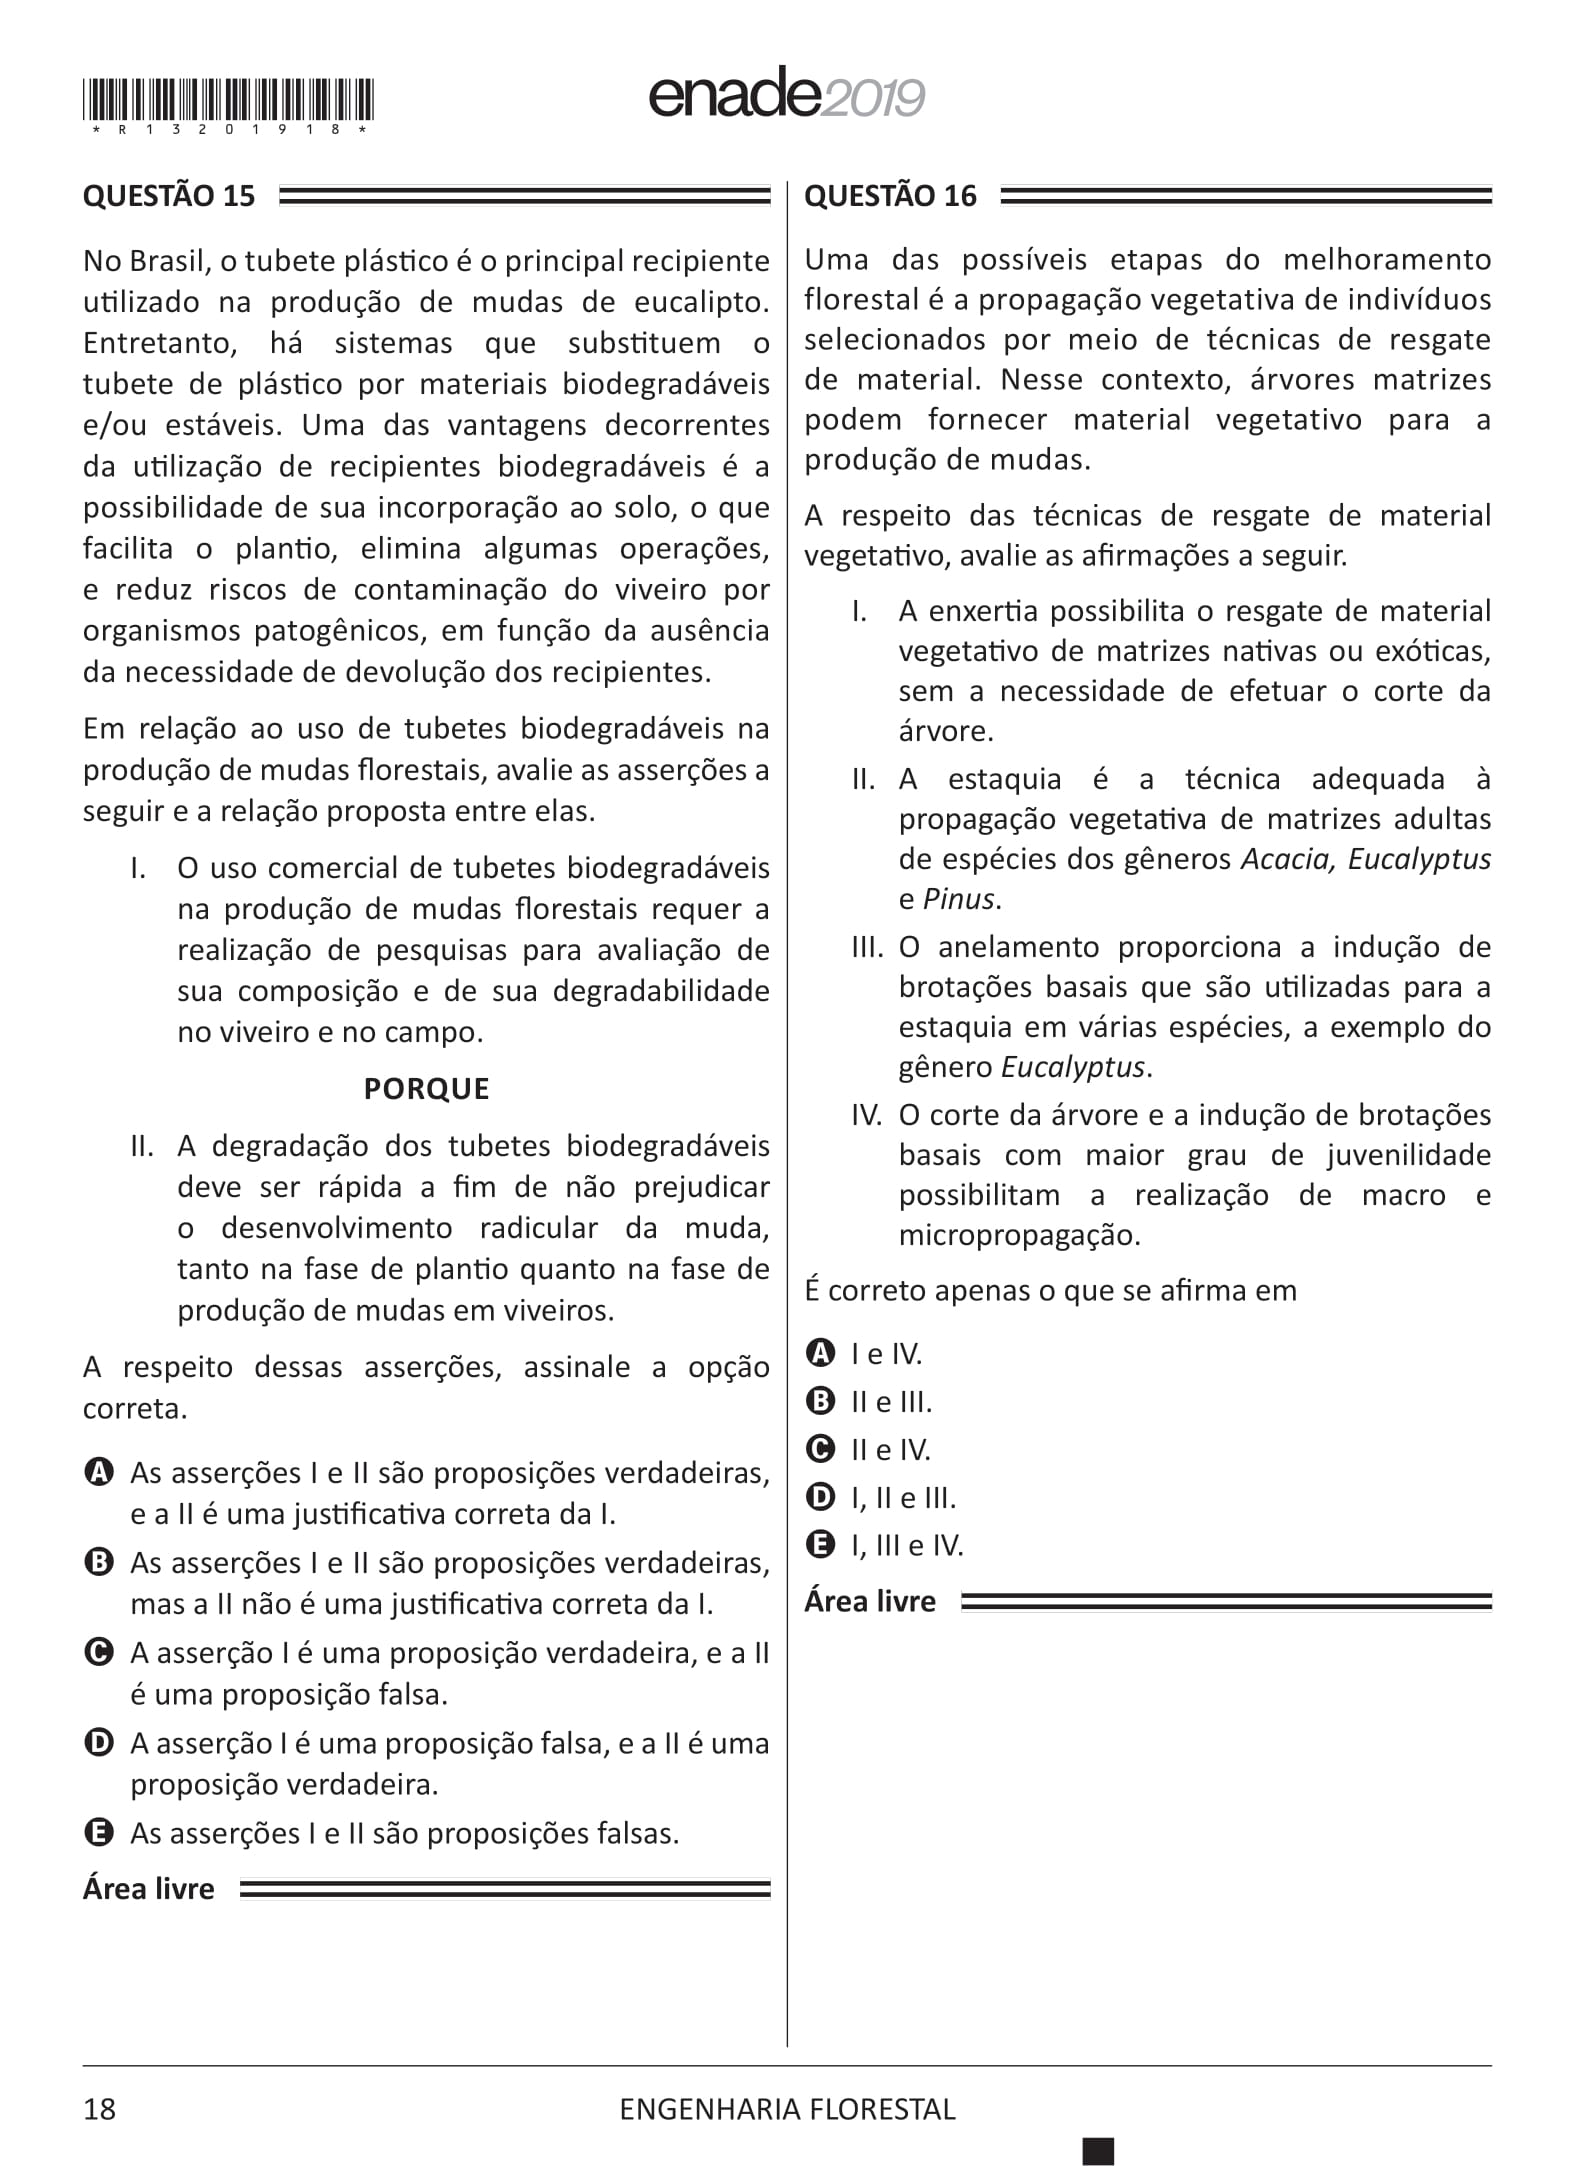 *R13201918*
enade2019
QUESTÃO 15
No Brasil, o tubete plástico é o principal recipiente
utilizado na produção de mudas de eucalipto.
Entretanto, há sistemas que substituem o
tubete de plástico por materiais biodegradáveis
e/ou estáveis. Uma das vantagens decorrentes
da utilização de recipientes biodegradáveis é a
possibilidade de sua incorporação ao solo, o que
facilita o plantio, elimina algumas operações,
e reduz riscos de contaminação do viveiro por
organismos patogênicos, em função da ausência
da necessidade de devolução dos recipientes.
Em relação ao uso de tubetes biodegradáveis na
produção de mudas florestais, avalie as asserções a
seguir e a relação proposta entre elas.
I. O uso comercial de tubetes biodegradáveis
na produção de mudas florestais requer a
realização de pesquisas para avaliação de
sua composição e de sua degradabilidade
no viveiro e no campo.
PORQUE
II. A degradação dos tubetes biodegradáveis
deve ser rápida a fim de não prejudicar
o desenvolvimento radicular da muda,
tanto na fase de plantio quanto na fase de
produção de mudas em viveiros.
A respeito dessas asserções, assinale a opção
correta.
A As asserções I e II são proposições verdadeiras,
e a II é uma justificativa correta da I.
B As asserções I e II são proposições verdadeiras,
mas a II não é uma justificativa correta da I.
C A asserção I é uma proposição verdadeira, e a II
é uma proposição falsa.
D A asserção I é uma proposição falsa, e a II é uma
proposição verdadeira.
E As asserções I e II são proposições falsas.
Área livre
QUESTÃO 16
Uma das possíveis etapas do melhoramento
florestal é a propagação vegetativa de indivíduos
selecionados por meio de técnicas de resgate
de material. Nesse contexto, árvores matrizes
podem fornecer material vegetativo para a
produção de mudas.
A respeito das técnicas de resgate de material
vegetativo, avalie as afirmações a seguir.
I. A enxertia possibilita o resgate de material
vegetativo de matrizes nativas ou exóticas,
sem a necessidade de efetuar o corte da
árvore.
II. A estaquia é a técnica adequada à
propagação vegetativa de matrizes adultas
de espécies dos gêneros Acacia, Eucalyptus
e Pinus.
III. O anelamento proporciona a indução de
brotações basais que são utilizadas para a
estaquia em várias espécies, a exemplo do
gênero Eucalyptus.
IV. O corte da árvore e a indução de brotações
basais com maior grau de juvenilidade
possibilitam a realização de macro e
micropropagação.
É correto apenas o que se afirma em
A I e IV.
B II e III.
C II e IV.
D I, II e III.
E I, III e IV.
Área livre
18
ENGENHARIA FLORESTAL